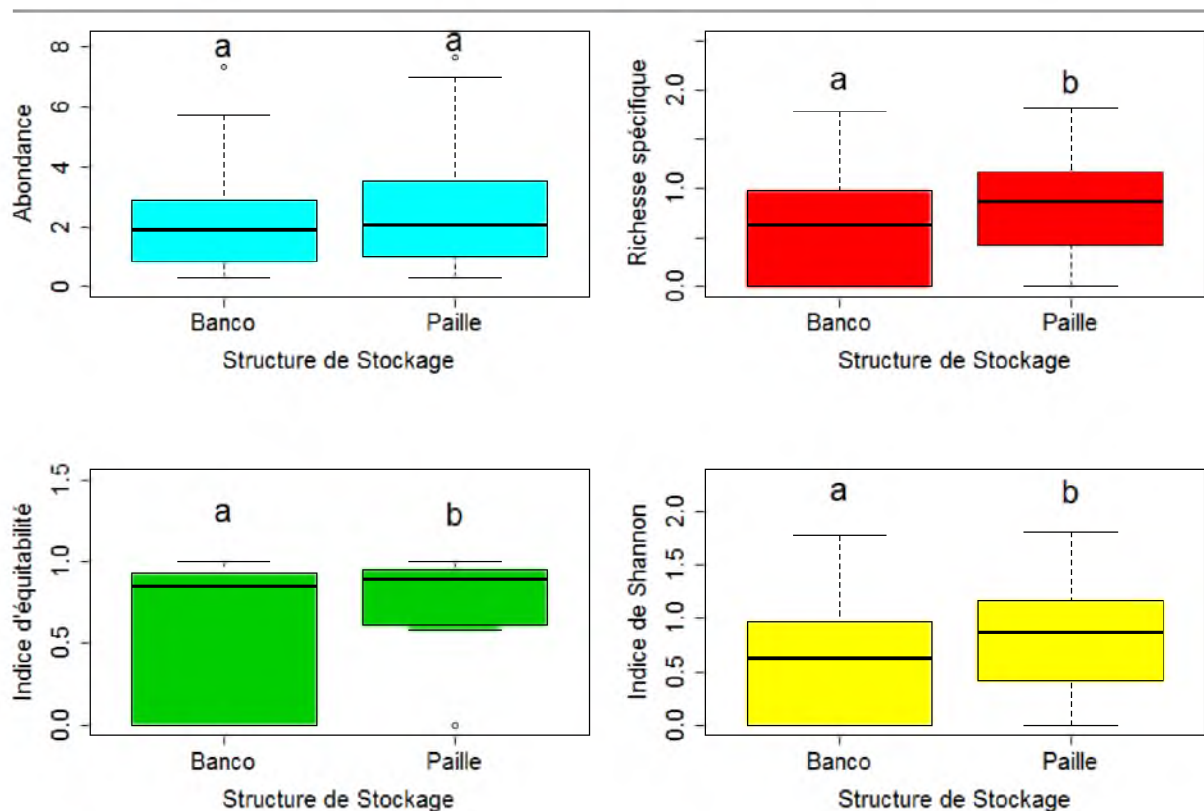 8
6
4
2
0
Abondance
a
a
Banco
Paille
Structure de Stockage
2.0
1.0
0.0
Richesse spécifique
a
b
Banco
Paille
Structure de Stockage
1.5
1.0
0.5
0.0
Indice d'équitabilité
a
b
Banco
Paille
Structure de Stockage
2.0
1.5
1.0
0.5
0.0
Indice de Shannon
a
b
Banco
Paille
Structure de Stockage